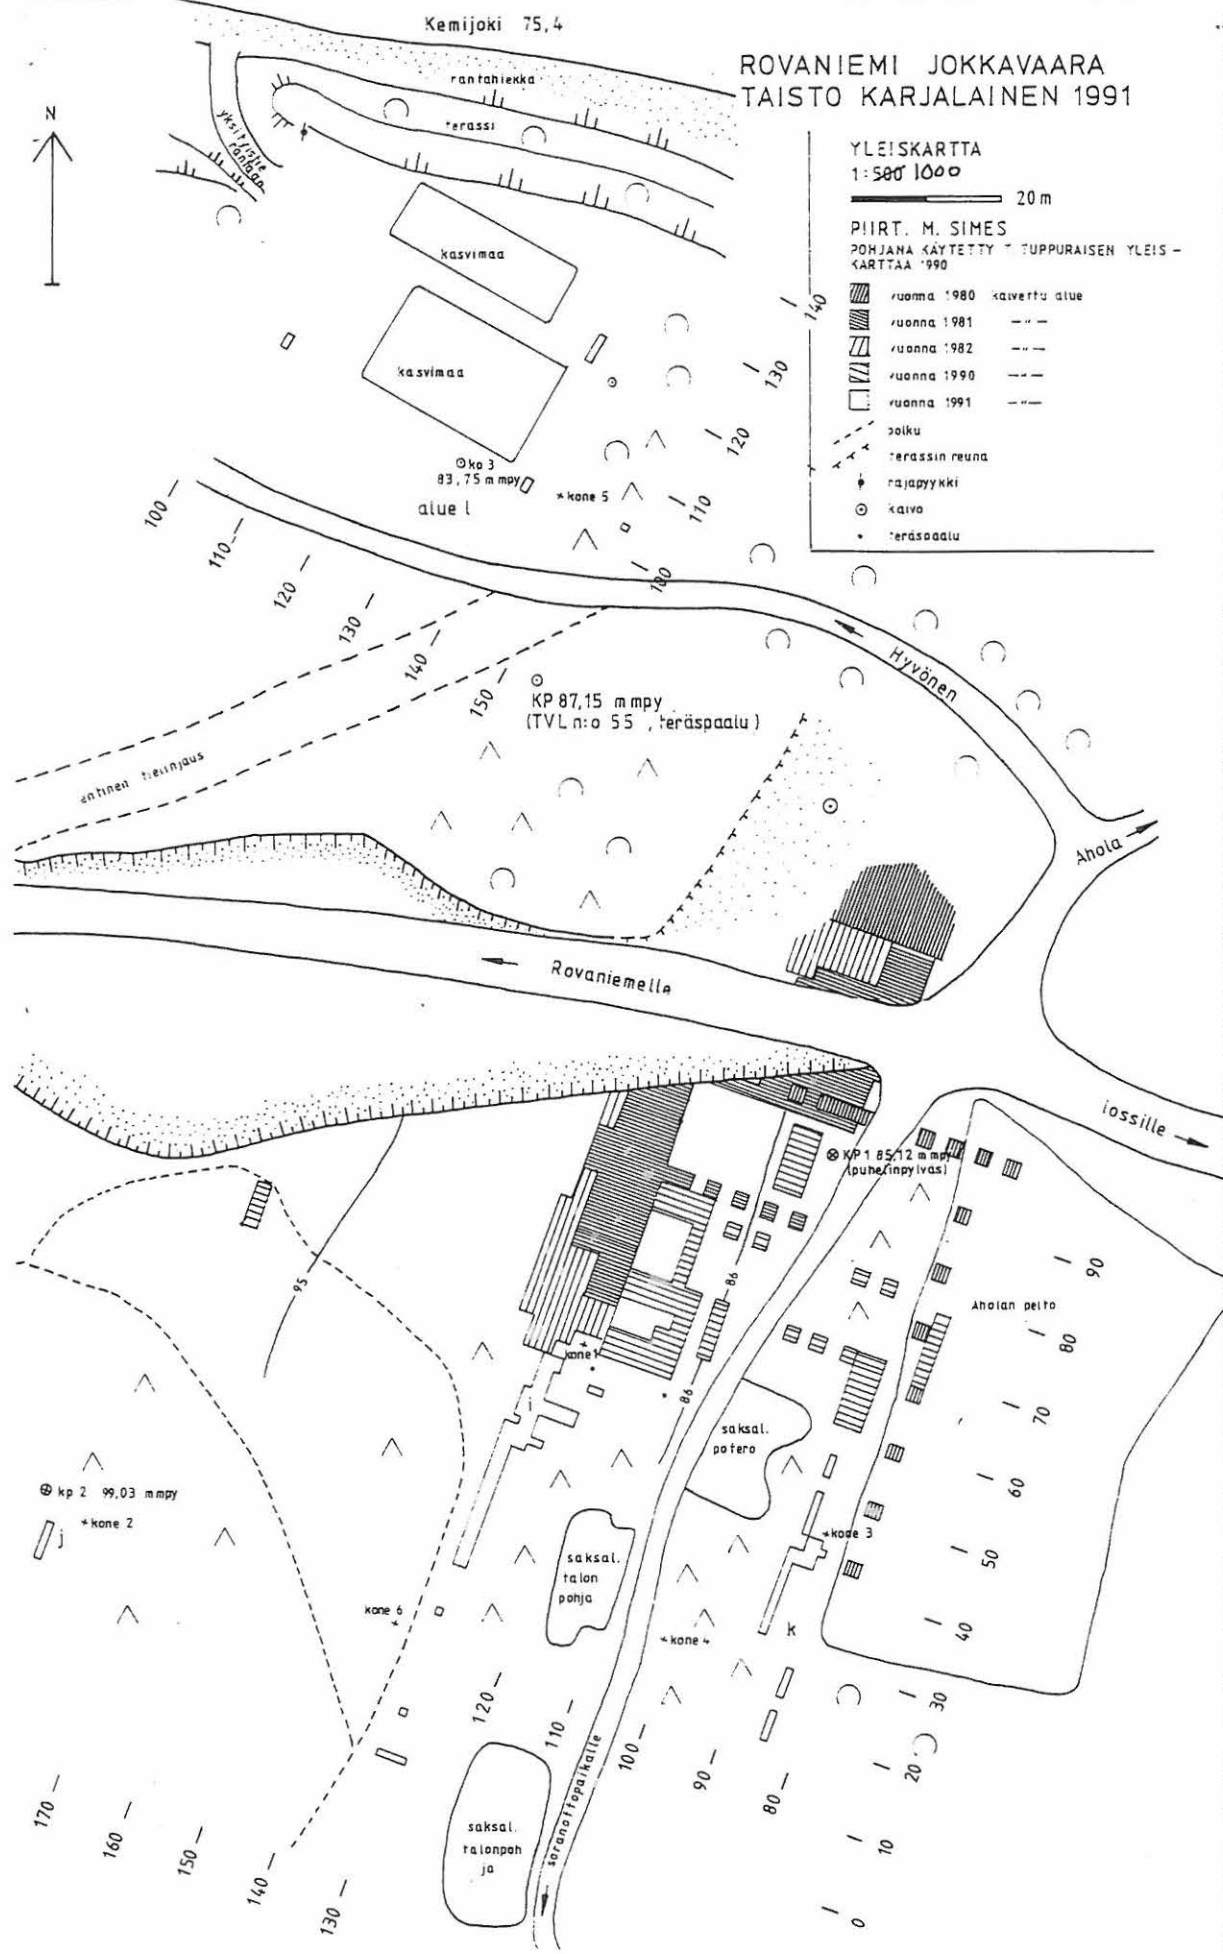 Kemijoki 75,4
ROVANIEMI JOKKAVAARA
TAISTO KARJALAINEN 1991
N
rantahiekka
terassi
yksityistie
rantaan
YLEISKARTTA
1:500 1000
20 m
PIIRT. M. SIMES
POHJANA KÄYTETTY T. TUPPURAISEN YLEIS-
KARTTAA 1990
vuonna 1980 kaivettu alue
vuonna 1981 —"—
vuonna 1982 —"—
vuonna 1990 —"—
vuonna 1991 —"—
polku
terassin reuna
rajapyykki
kaivo
teräspaalu
kasvimaa
kasvimaa
140
130
120
110
100
kp 3
83,75 m mpy
kone 5
alue l
100
110
120
130
140
150
KP 87,15 m mpy
(TVL n:o 55, teräspaalu)
Hyvönen
entinen tielinjaus
Ahola
Rovaniemelle
KP 1 85,12 m mpy
(puhelinpylväs)
95
86
86
90
Aholan pelto
80
70
60
50
40
30
20
10
0
kone 1
i
saksal.
potero
kp 2 99,03 m mpy
kone 2
j
kone 3
saksal.
talon
pohja
kone 6
kone 4
k
soranottopaikalle
saksal.
talonpoh
ja
170
160
150
140
130
120
110
100
90
80